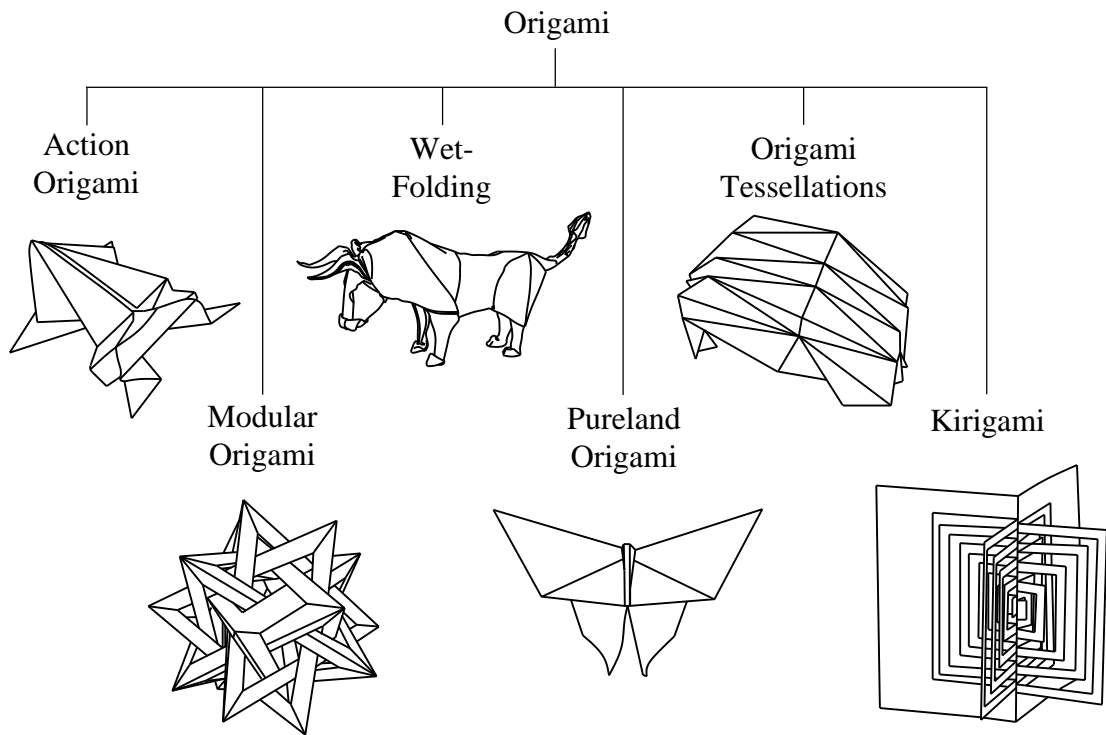 Origami
Action
Origami
Wet-
Folding
Origami
Tessellations
Modular
Origami
Pureland
Origami
Kirigami